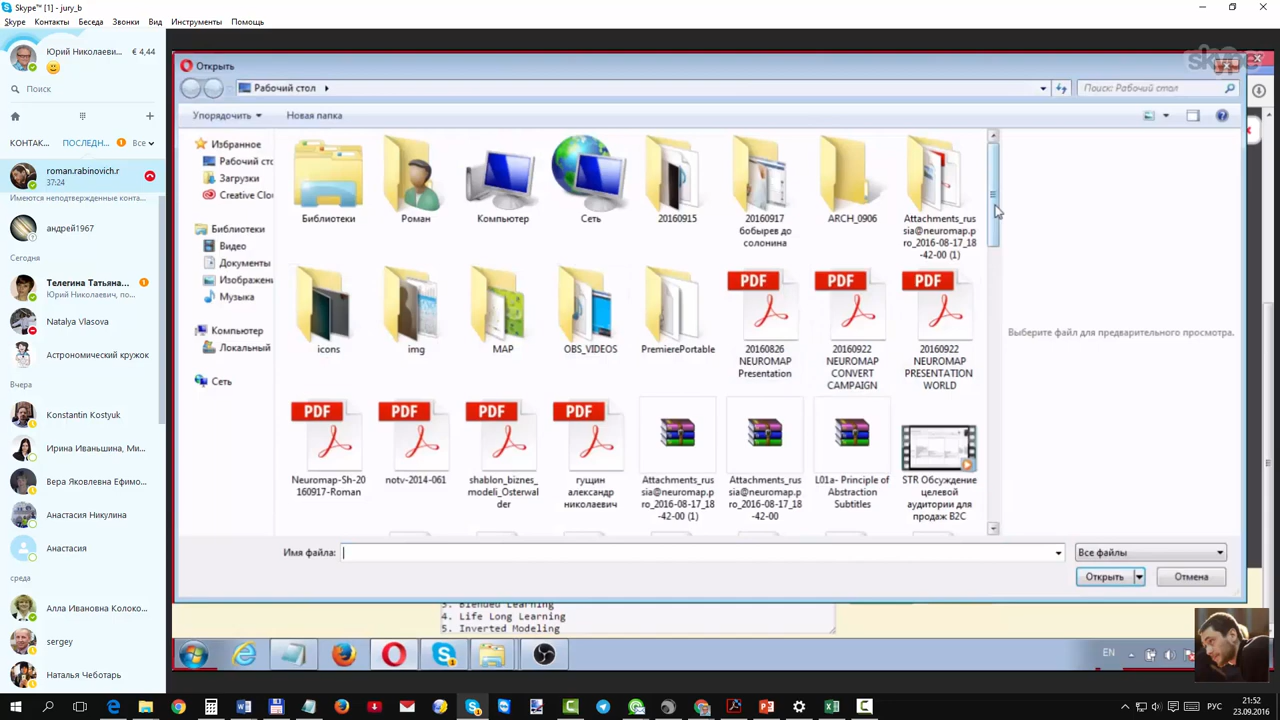 Skype™ [1] - jury_b
Skype Контакты Беседа Звонки Вид Инструменты Помощь
Юрий Николаеви... € 4,44
Поиск
КОНТАК... ПОСЛЕДН... 1 Все
roman.rabinovich.r
37:24
Имеются неподтвержденные конта...
андрей1967
Сегодня
Телегина Татьяна... 1
Юрий Николаевич, по...
Natalya Vlasova
Астрономический кружок
Вчера
Konstantin Kostyuk
Ирина Иваньшина, Ми...
Вера Яковлевна Ефимо...
Анастасия Никулина
Анастасия
среда
Алла Ивановна Колоко...
sergey
Наталья Чеботарь
skype
Открыть
Рабочий стол
Поиск: Рабочий стол
Упорядочить Новая папка
Избранное
Рабочий сто
Загрузки
Creative Clou
Библиотеки
Видео
Документы
Изображени
Музыка
Компьютер
Локальный
Сеть
Библиотеки
Роман
Компьютер
Сеть
20160915
20160917
бобырев до
солонина
ARCH_0906
Attachments_rus
sia@neuromap.p
ro_2016-08-17_18
-42-00 (1)
icons
img
MAP
OBS_VIDEOS
PremierePortable
PDF
20160826
NEUROMAP
Presentation
PDF
20160922
NEUROMAP
CONVERT
CAMPAIGN
PDF
20160922
NEUROMAP
PRESENTATION
WORLD
PDF
Neuromap-Sh-20
160917-Roman
PDF
notv-2014-061
PDF
shablon_biznes_
modeli_Osterwal
der
PDF
гущин
александр
николаевич
Attachments_rus
sia@neuromap.p
ro_2016-08-17_18
-42-00 (1)
Attachments_rus
sia@neuromap.p
ro_2016-08-17_18
-42-00
L01a- Principle of
Abstraction
Subtitles
STR Обсуждение
целевой
аудитории для
продаж B2C
Выберите файл для предварительного просмотра.
Имя файла:
Все файлы
Открыть Отмена
3. Blended Learning
4. Life Long Learning
5. Inverted Modeling
EN
РУС
21:52
23.09.2016